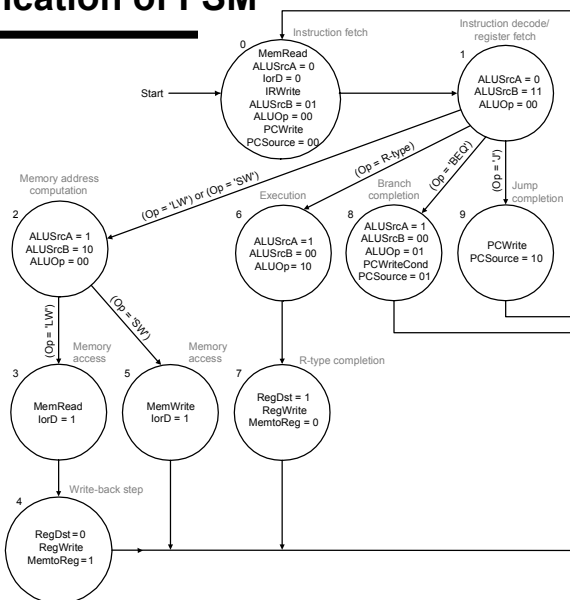 ication of FSM
Instruction fetch
0
MemRead
ALUSrcA = 0
IorD = 0
IRWrite
ALUSrcB = 01
ALUOp = 00
PCWrite
PCSource = 00
Start
Instruction decode/
register fetch
1
ALUSrcA = 0
ALUSrcB = 11
ALUOp = 00
(Op = 'LW') or (Op = 'SW')
(Op = R-type)
(Op = 'BEQ')
(Op = 'J')
Memory address
computation
2
ALUSrcA = 1
ALUSrcB = 10
ALUOp = 00
Execution
6
ALUSrcA =1
ALUSrcB = 00
ALUOp= 10
Branch
completion
8
ALUSrcA = 1
ALUSrcB = 00
ALUOp = 01
PCWriteCond
PCSource = 01
Jump
completion
9
PCWrite
PCSource = 10
(Op = 'LW')
(Op = 'SW')
Memory
access
3
MemRead
IorD = 1
Memory
access
5
MemWrite
IorD = 1
R-type completion
7
RegDst = 1
RegWrite
MemtoReg = 0
Write-back step
4
RegDst=0
RegWrite
MemtoReg=1